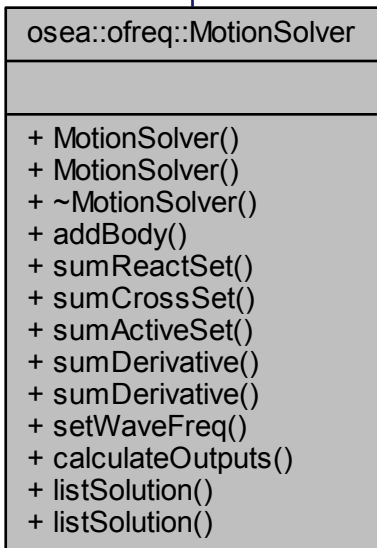 osea::ofreq::MotionSolver
+ MotionSolver()
+ MotionSolver()
+ ~MotionSolver()
+ addBody()
+ sumReactSet()
+ sumCrossSet()
+ sumActiveSet()
+ sumDerivative()
+ sumDerivative()
+ setWaveFreq()
+ calculateOutputs()
+ listSolution()
+ listSolution()